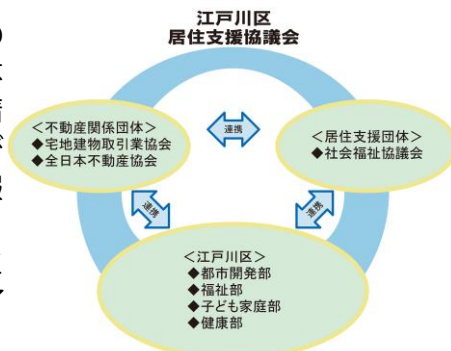 江戸川区
居住支援協議会
<不動産関係団体>
◆宅地建物取引業協会
◆全日本不動産協会
連携
<居住支援団体>
◆社会福祉協議会
連携
連携
<江戸川区>
◆都市開発部
◆福祉部
◆子ども家庭部
◆健康部